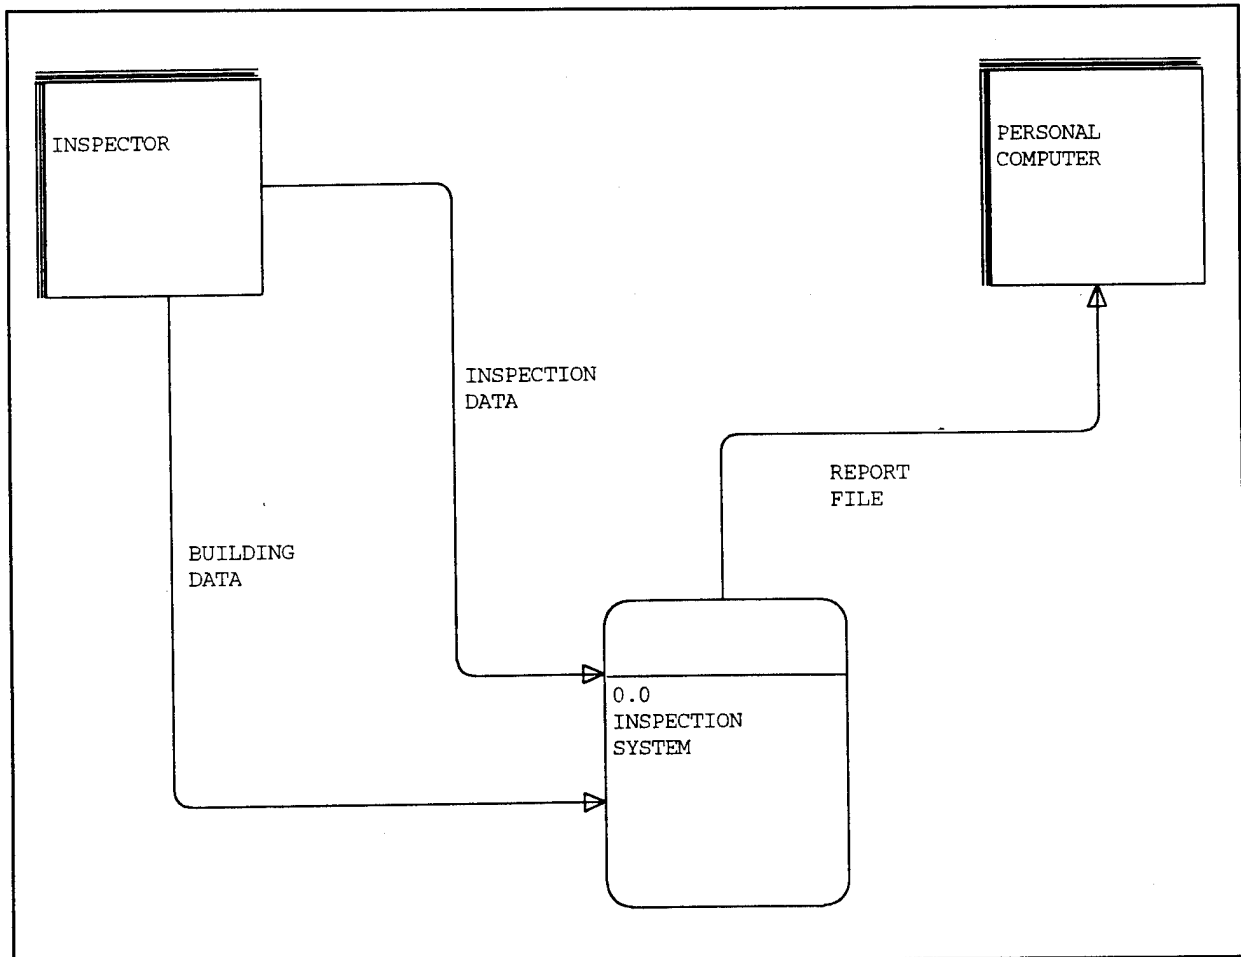 INSPECTOR
PERSONAL
COMPUTER
INSPECTION
DATA
REPORT
FILE
BUILDING
DATA
0.0
INSPECTION
SYSTEM